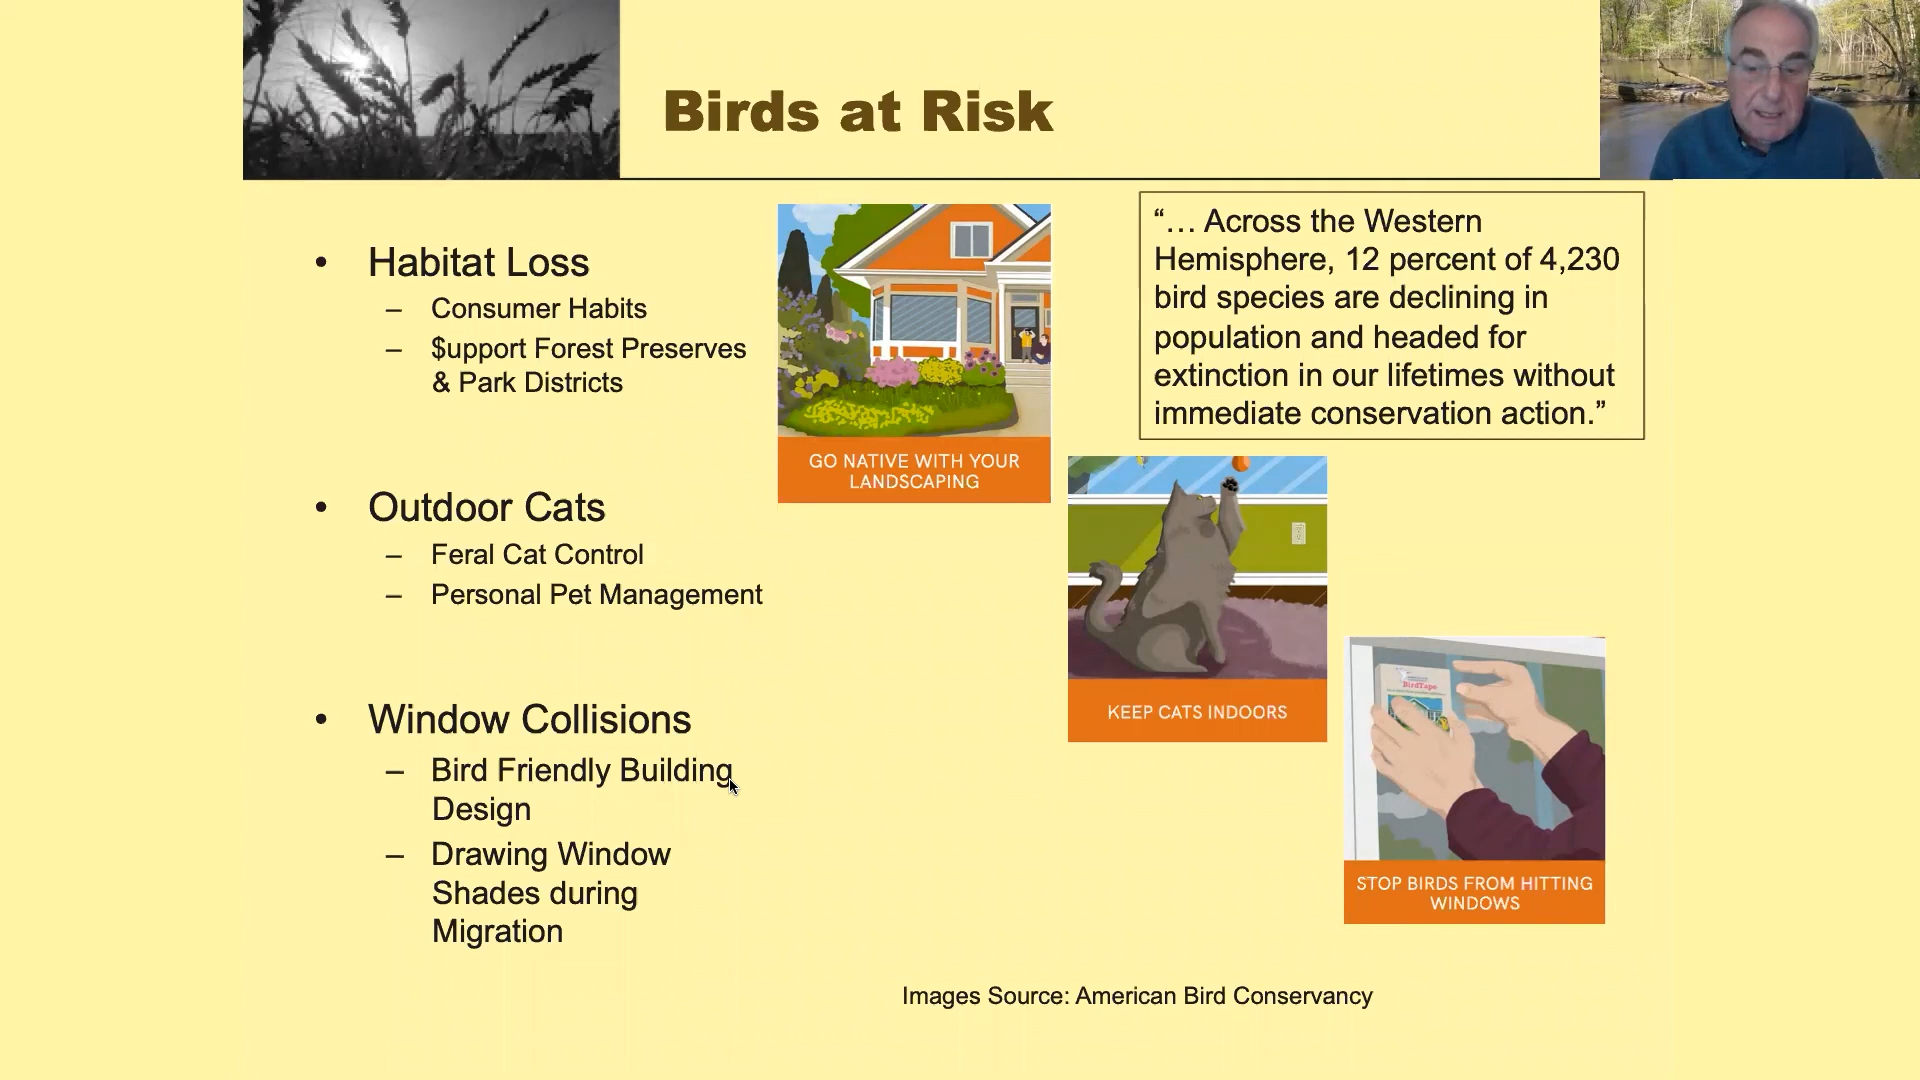 Birds at Risk
• Habitat Loss
– Consumer Habits
– $upport Forest Preserves
& Park Districts
• Outdoor Cats
– Feral Cat Control
– Personal Pet Management
• Window Collisions
– Bird Friendly Building
Design
– Drawing Window
Shades during
Migration
GO NATIVE WITH YOUR
LANDSCAPING
“… Across the Western
Hemisphere, 12 percent of 4,230
bird species are declining in
population and headed for
extinction in our lifetimes without
immediate conservation action.”
KEEP CATS INDOORS
BirdTape
STOP BIRDS FROM HITTING
WINDOWS
Images Source: American Bird Conservancy